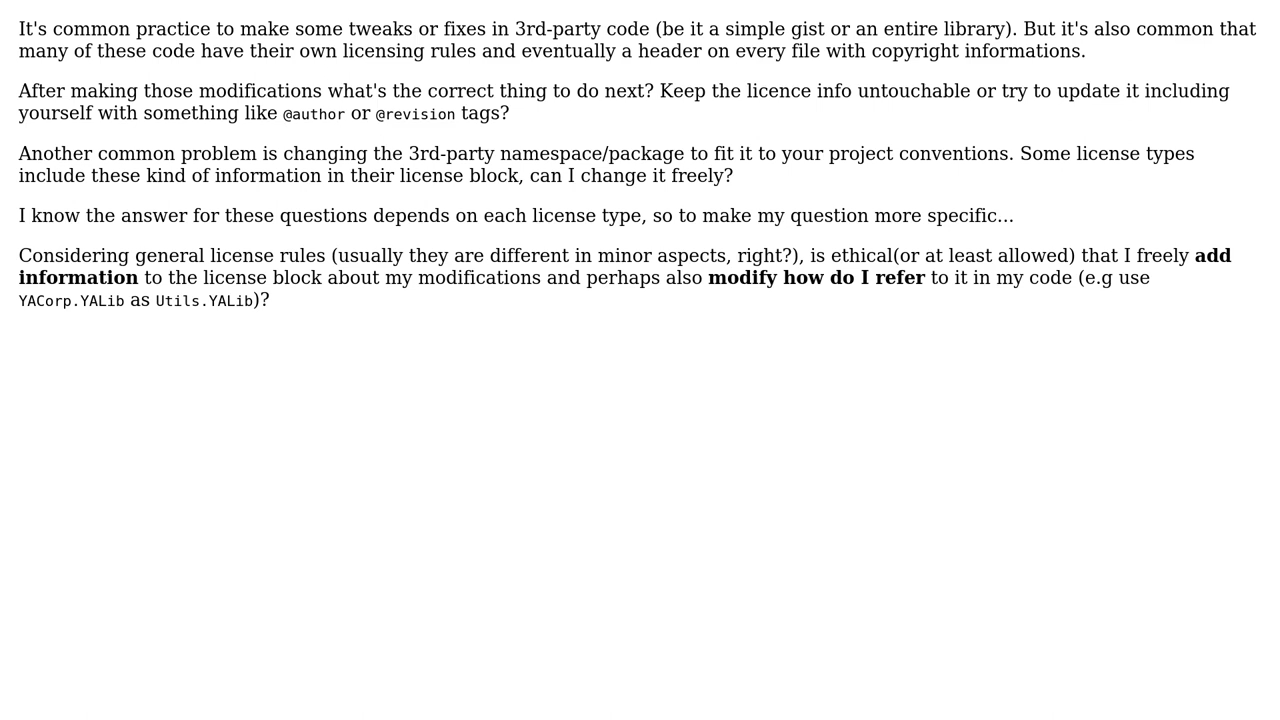 It's common practice to make some tweaks or fixes in 3rd-party code (be it a simple gist or an entire library). But it's also common that
many of these code have their own licensing rules and eventually a header on every file with copyright informations.
After making those modifications what's the correct thing to do next? Keep the licence info untouchable or try to update it including
yourself with something like @author or @revision tags?
Another common problem is changing the 3rd-party namespace/package to fit it to your project conventions. Some license types
include these kind of information in their license block, can I change it freely?
I know the answer for these questions depends on each license type, so to make my question more specific...
Considering general license rules (usually they are different in minor aspects, right?), is ethical(or at least allowed) that I freely add
information to the license block about my modifications and perhaps also modify how do I refer to it in my code (e.g use
YACorp.YALib as Utils.YALib)?